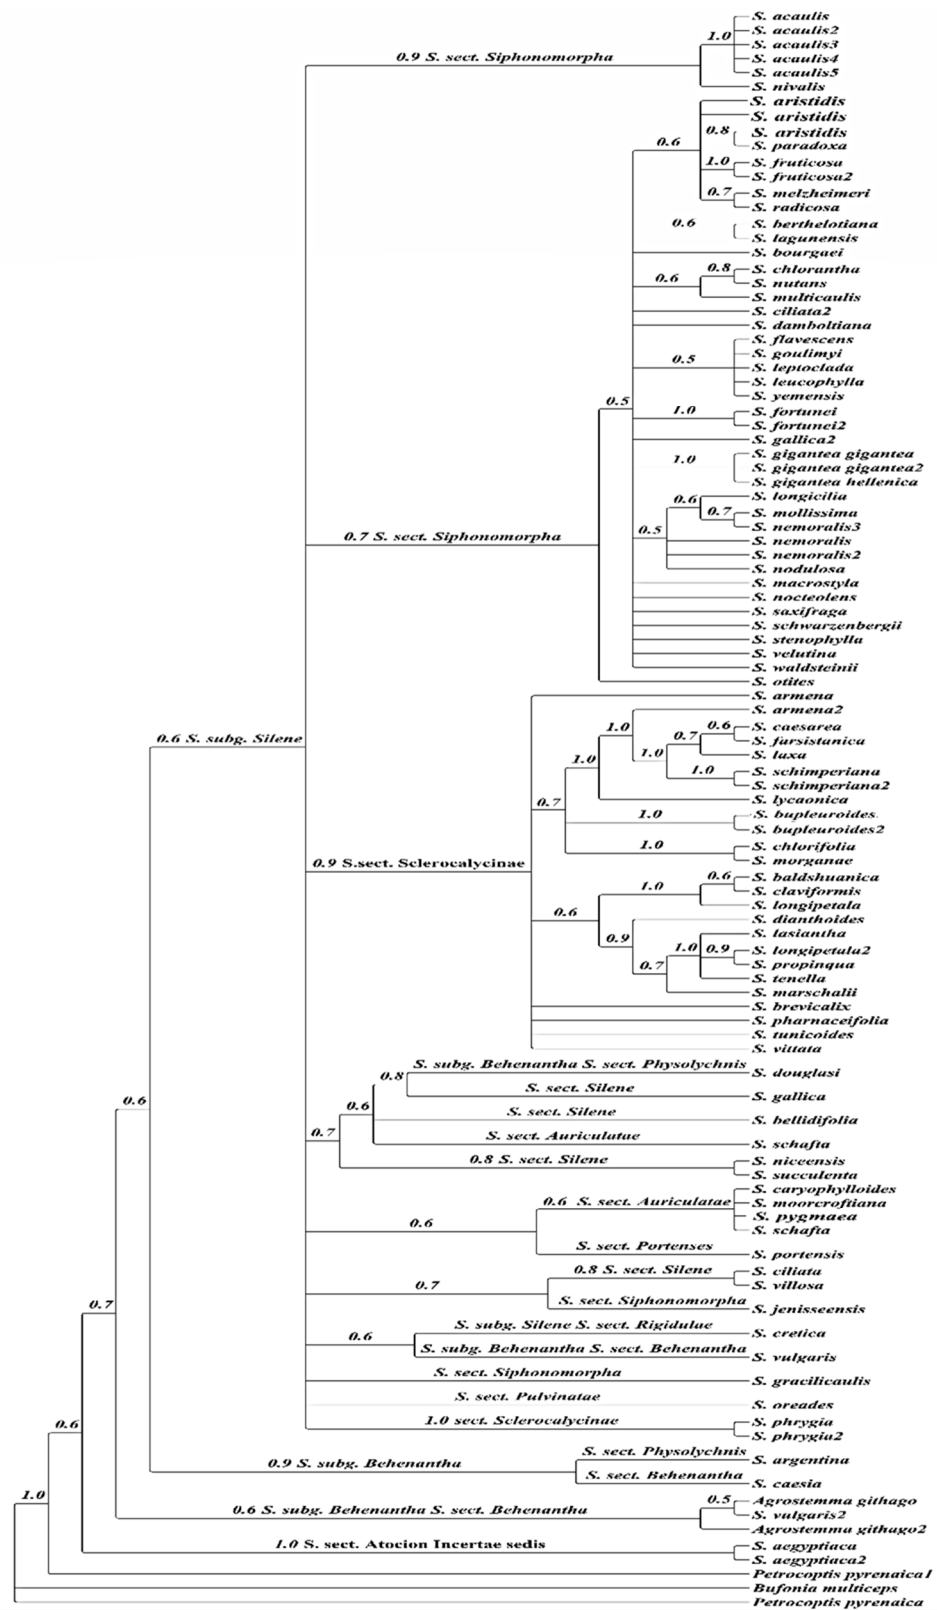 S. acaulis
S. acaulis2
1.0 S. acaulis3
0.9 S. sect. Siphonomorpha S. acaulis4
S. acaulis5
S. nivalis
S. aristidis
S. aristidis
0.8 S. aristidis
0.6 S. paradoxa
1.0 S. fruticosa
S. fruticosa2
0.7 S. melzheimeri
S. radicosa
0.6 S. berthelotiana
S. lagunensis
S. bourgaei
0.8 S. chlorantha
0.6 S. nutans
S. multicaulis
S. ciliata2
S. damboltiana
S. flavescens
S. goulimyi
0.5 S. leptoclada
S. leucophylla
S. yemensis
0.5 1.0 S. fortunei
S. fortunei2
S. gallica2
1.0 S. gigantea gigantea
S. gigantea gigantea2
S. gigantea hellenica
0.6 S. longicilia
0.7 S. mollissima
S. nemoralis3
0.7 S. sect. Siphonomorpha 0.5 S. nemoralis
S. nemoralis2
S. nodulosa
S. macrostyla
S. nocteolens
S. saxifraga
S. schwarzenbergii
S. stenophylla
S. velutina
S. waldsteinii
S. otites
S. armena
S. armena2
1.0 0.6 S. caesarea
0.6 S. subg. Silene 0.7 S. farsistanica
1.0 1.0 S. laxa
1.0 S. schimperiana
S. schimperiana2
0.7 S. lycaonica
1.0 S. bupleuroides
S. bupleuroides2
1.0 S. chlorifolia
0.9 S.sect. Sclerocalycinae S. morganae
0.6 S. baldshuanica
1.0 S. claviformis
0.6 S. longipetala
S. dianthoides
0.9 S. lasiantha
1.0 0.9 S. longipetala2
0.7 S. propinqua
S. tenella
S. marschalii
S. brevicalix
S. pharnaceifolia
S. tunicoides
S. vittata
S. subg. Behenantha S. sect. Physolychnis
0.8 S. douglasi
S. sect. Silene
S. gallica
0.6 0.6 S. sect. Silene
S. bellidifolia
0.7 S. sect. Auriculatae
S. schafta
0.8 S. sect. Silene S. niceensis
S. succulenta
S. caryophylloides
0.6 S. sect. Auriculatae S. moorcroftiana
0.6 S. pygmaea
S. schafta
S. sect. Portenses
S. portensis
0.8 S. sect. Silene S. ciliata
0.7 S. villosa
0.7 S. sect. Siphonomorpha
S. jenisseensis
S. subg. Silene S. sect. Rigidulae
0.6 S. cretica
S. subg. Behenantha S. sect. Behenantha
S. vulgaris
S. sect. Siphonomorpha
S. gracilicaulis
S. sect. Pulvinatae
S. oreades
0.6 1.0 sect. Sclerocalycinae S. phrygia
S. phrygia2
S. sect. Physolychnis
0.9 S. subg. Behenantha S. argentina
S. sect. Behenantha
S. caesia
1.0 0.5 Agrostemma githago
0.6 S. subg. Behenantha S. sect. Behenantha S. vulgaris2
Agrostemma githago2
1.0 S. sect. Atocion Incertae sedis S. aegyptiaca
S. aegyptiaca2
Petrocoptis pyrenaica1
Bufonia multiceps
Petrocoptis pyrenaica